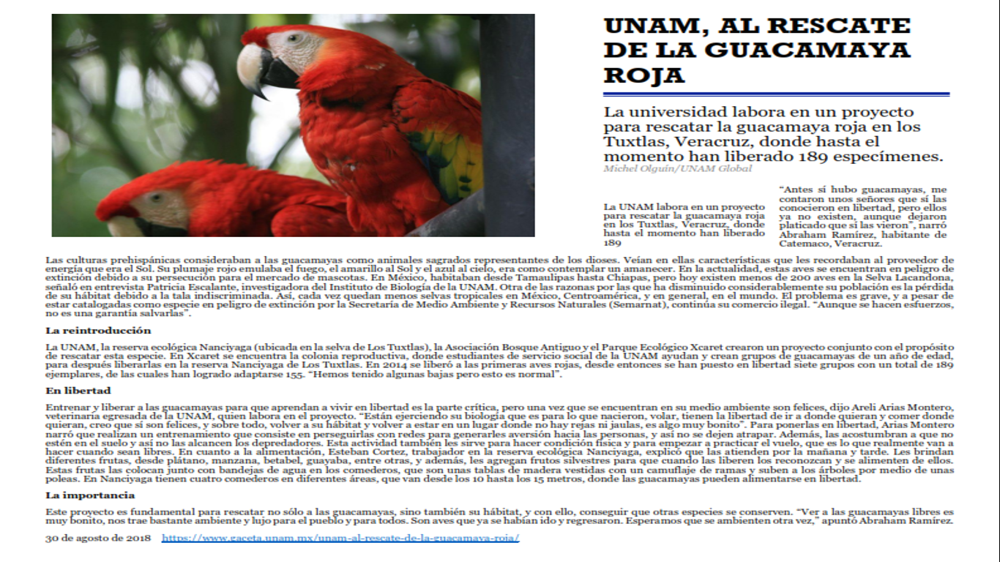 UNAM, AL RESCATE
DE LA GUACAMAYA
ROJA
La universidad labora en un proyecto
para rescatar la guacamaya roja en los
Tuxtlas, Veracruz, donde hasta el
momento han liberado 189 especímenes.
Michel Olguín/UNAM Global
La UNAM labora en un proyecto
para rescatar la guacamaya roja
en los Tuxtlas, Veracruz, donde
hasta el momento han liberado
189
“Antes sí hubo guacamayas, me
contaron unos señores que sí las
conocieron en libertad, pero ellos
ya no existen, aunque dejaron
platicado que sí las vieron”, narró
Abraham Ramírez, habitante de
Catemaco, Veracruz.
Las culturas prehispánicas consideraban a las guacamayas como animales sagrados representantes de los dioses. Veían en ellas características que les recordaban al proveedor de
energía que era el Sol. Su plumaje rojo emulaba el fuego, el amarillo al Sol y el azul al cielo, era como contemplar un amanecer. En la actualidad, estas aves se encuentran en peligro de
extinción debido a su persecución para el mercado de mascotas. En México, habitaban desde Tamaulipas hasta Chiapas, pero hoy existen menos de 200 aves en la Selva Lacandona,
señaló en entrevista Patricia Escalante, investigadora del Instituto de Biología de la UNAM. Otra de las razones por las que ha disminuido considerablemente su población es la pérdida
de su hábitat debido a la tala indiscriminada. Así, cada vez quedan menos selvas tropicales en México, Centroamérica, y en general, en el mundo. El problema es grave, y a pesar de
estar catalogadas como especie en peligro de extinción por la Secretaría de Medio Ambiente y Recursos Naturales (Semarnat), continúa su comercio ilegal. “Aunque se hacen esfuerzos,
no es una garantía salvarlas”.
La reintroducción
La UNAM, la reserva ecológica Nanciyaga (ubicada en la selva de Los Tuxtlas), la Asociación Bosque Antiguo y el Parque Ecológico Xcaret crearon un proyecto conjunto con el propósito
de rescatar esta especie. En Xcaret se encuentra la colonia reproductiva, donde estudiantes de servicio social de la UNAM ayudan y crean grupos de guacamayas de un año de edad,
para después liberarlas en la reserva Nanciyaga de Los Tuxtlas. En 2014 se liberó a las primeras aves rojas, desde entonces se han puesto en libertad siete grupos con un total de 189
ejemplares, de las cuales han logrado adaptarse 155. “Hemos tenido algunas bajas pero esto es normal”.
En libertad
Entrenar y liberar a las guacamayas para que aprendan a vivir en libertad es la parte crítica, pero una vez que se encuentran en su medio ambiente son felices, dijo Areli Arias Montero,
veterinaria egresada de la UNAM, quien labora en el proyecto. “Están ejerciendo su biología que es para lo que nacieron, volar, tienen la libertad de ir a donde quieran y comer donde
quieran, creo que sí son felices, y sobre todo, volver a su hábitat y volver a estar en un lugar donde no hay rejas ni jaulas, es algo muy bonito”. Para ponerlas en libertad, Arias Montero
narró que realizan un entrenamiento que consiste en perseguirlas con redes para generarles aversión hacia las personas, y así no se dejen atrapar. Además, las acostumbran a que no
estén en el suelo y así no las alcancen los depredadores. Esta actividad también les sirve para hacer condición física y para empezar a practicar el vuelo, que es lo que realmente van a
hacer cuando sean libres. En cuanto a la alimentación, Esteban Cortez, trabajador en la reserva ecológica Nanciyaga, explicó que las atienden por la mañana y tarde. Les brindan
diferentes frutas, desde plátano, manzana, betabel, guayaba, entre otras, y además, les agregan frutos silvestres para que cuando las liberen los reconozcan y se alimenten de ellos.
Estas frutas las colocan junto con bandejas de agua en los comederos, que son unas tablas de madera vestidas con un camuflaje de ramas y suben a los árboles por medio de unas
poleas. En Nanciyaga tienen cuatro comederos en diferentes áreas, que van desde los 10 hasta los 15 metros, donde las guacamayas pueden alimentarse en libertad.
La importancia
Este proyecto es fundamental para rescatar no sólo a las guacamayas, sino también su hábitat, y con ello, conseguir que otras especies se conserven. “Ver a las guacamayas libres es
muy bonito, nos trae bastante ambiente y lujo para el pueblo y para todos. Son aves que ya se habían ido y regresaron. Esperamos que se ambienten otra vez,” apuntó Abraham Ramírez.
30 de agosto de 2018 https://www.gaceta.unam.mx/unam-al-rescate-de-la-guacamaya-roja/